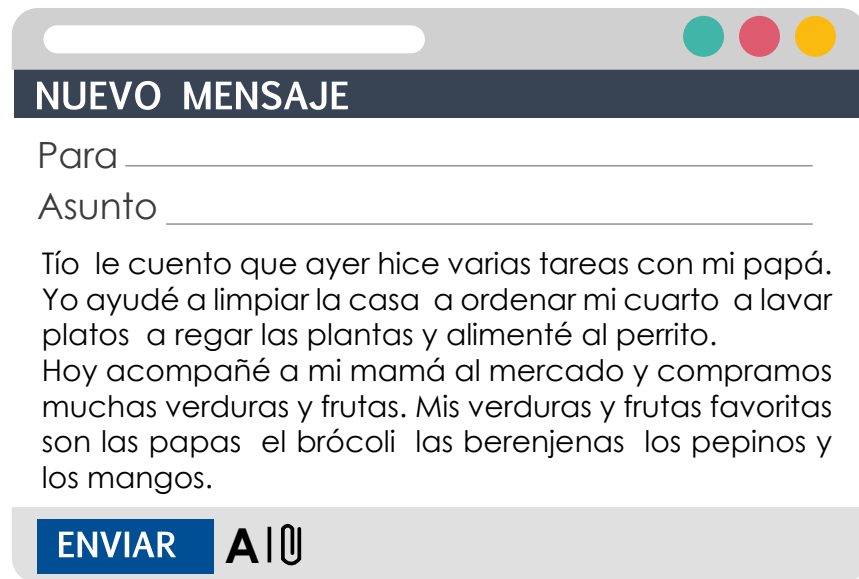 NUEVO MENSAJE
Para
Asunto
Tío le cuento que ayer hice varias tareas con mi papá.
Yo ayudé a limpiar la casa a ordenar mi cuarto a lavar
platos a regar las plantas y alimenté al perrito.
Hoy acompañé a mi mamá al mercado y compramos
muchas verduras y frutas. Mis verduras y frutas favoritas
son las papas el brócoli las berenjenas los pepinos y
los mangos.
ENVIAR A